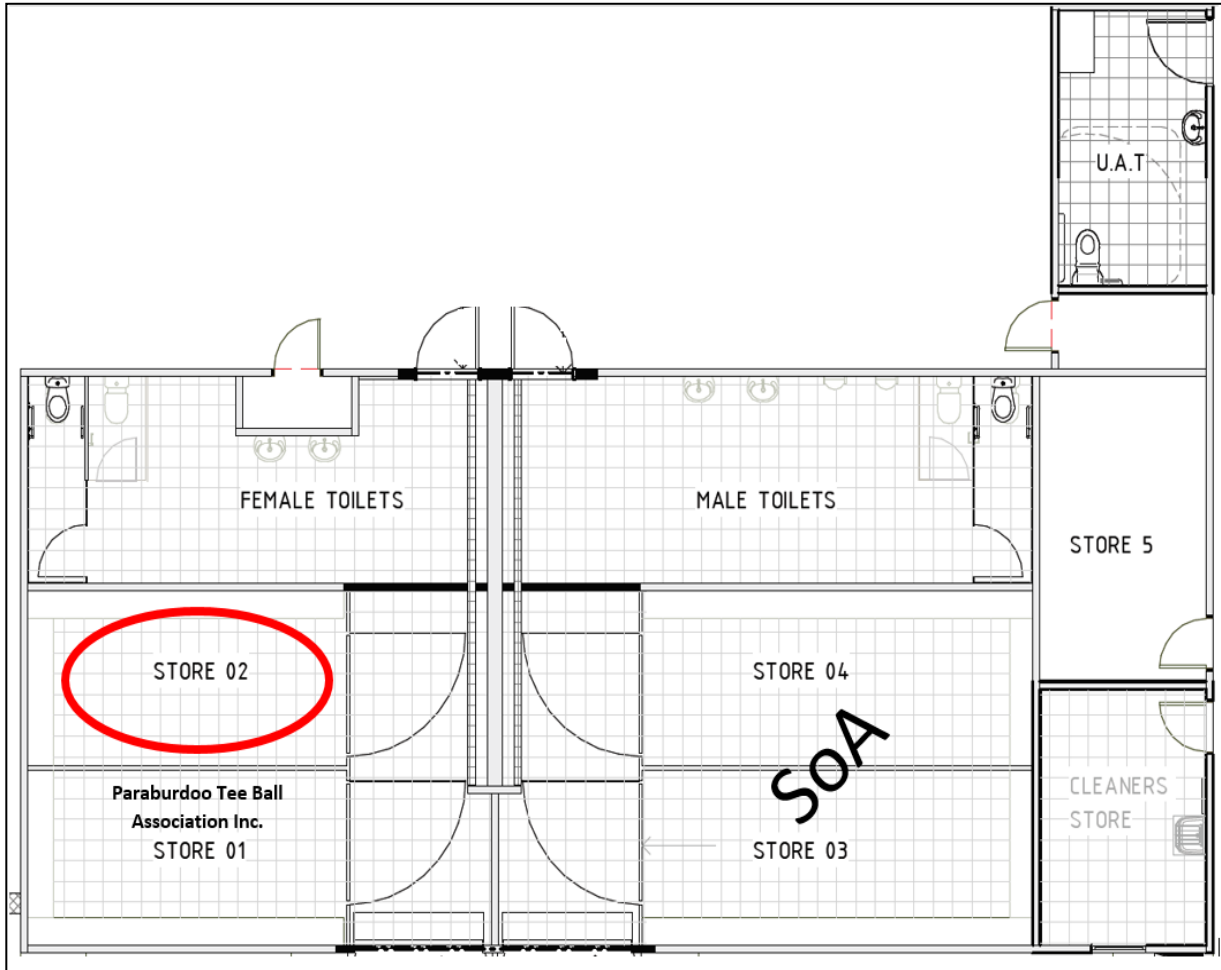 U.A.T
FEMALE TOILETS
MALE TOILETS
STORE 5
STORE 02
STORE 04
SoA
Paraburdoo Tee Ball
Association Inc.
STORE 01
STORE 03
CLEANERS
STORE